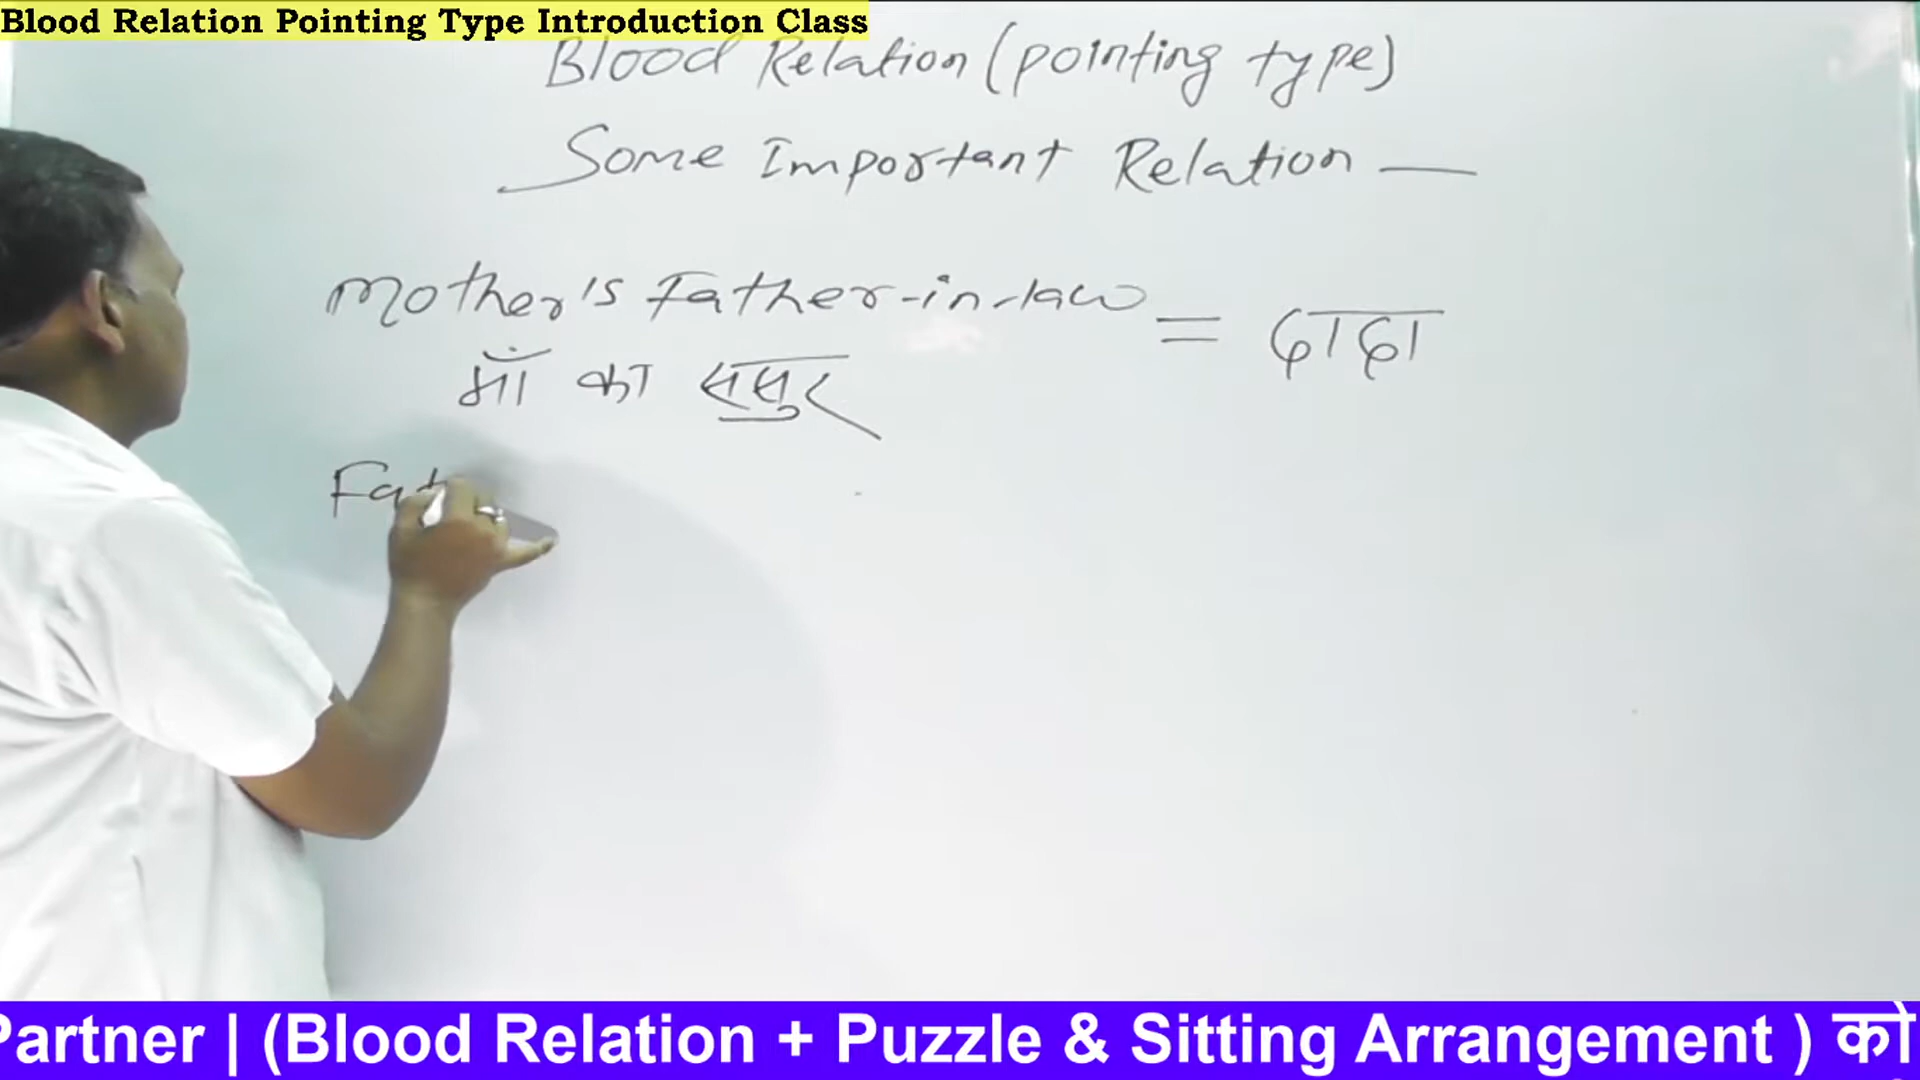 Blood Relation Pointing Type Introduction Class
Blood Relation (pointing type)
Some Important Relation —
Mother's Father-in-law = दादा
माँ का ससुर
Fat
Partner | (Blood Relation + Puzzle & Sitting Arrangement ) को